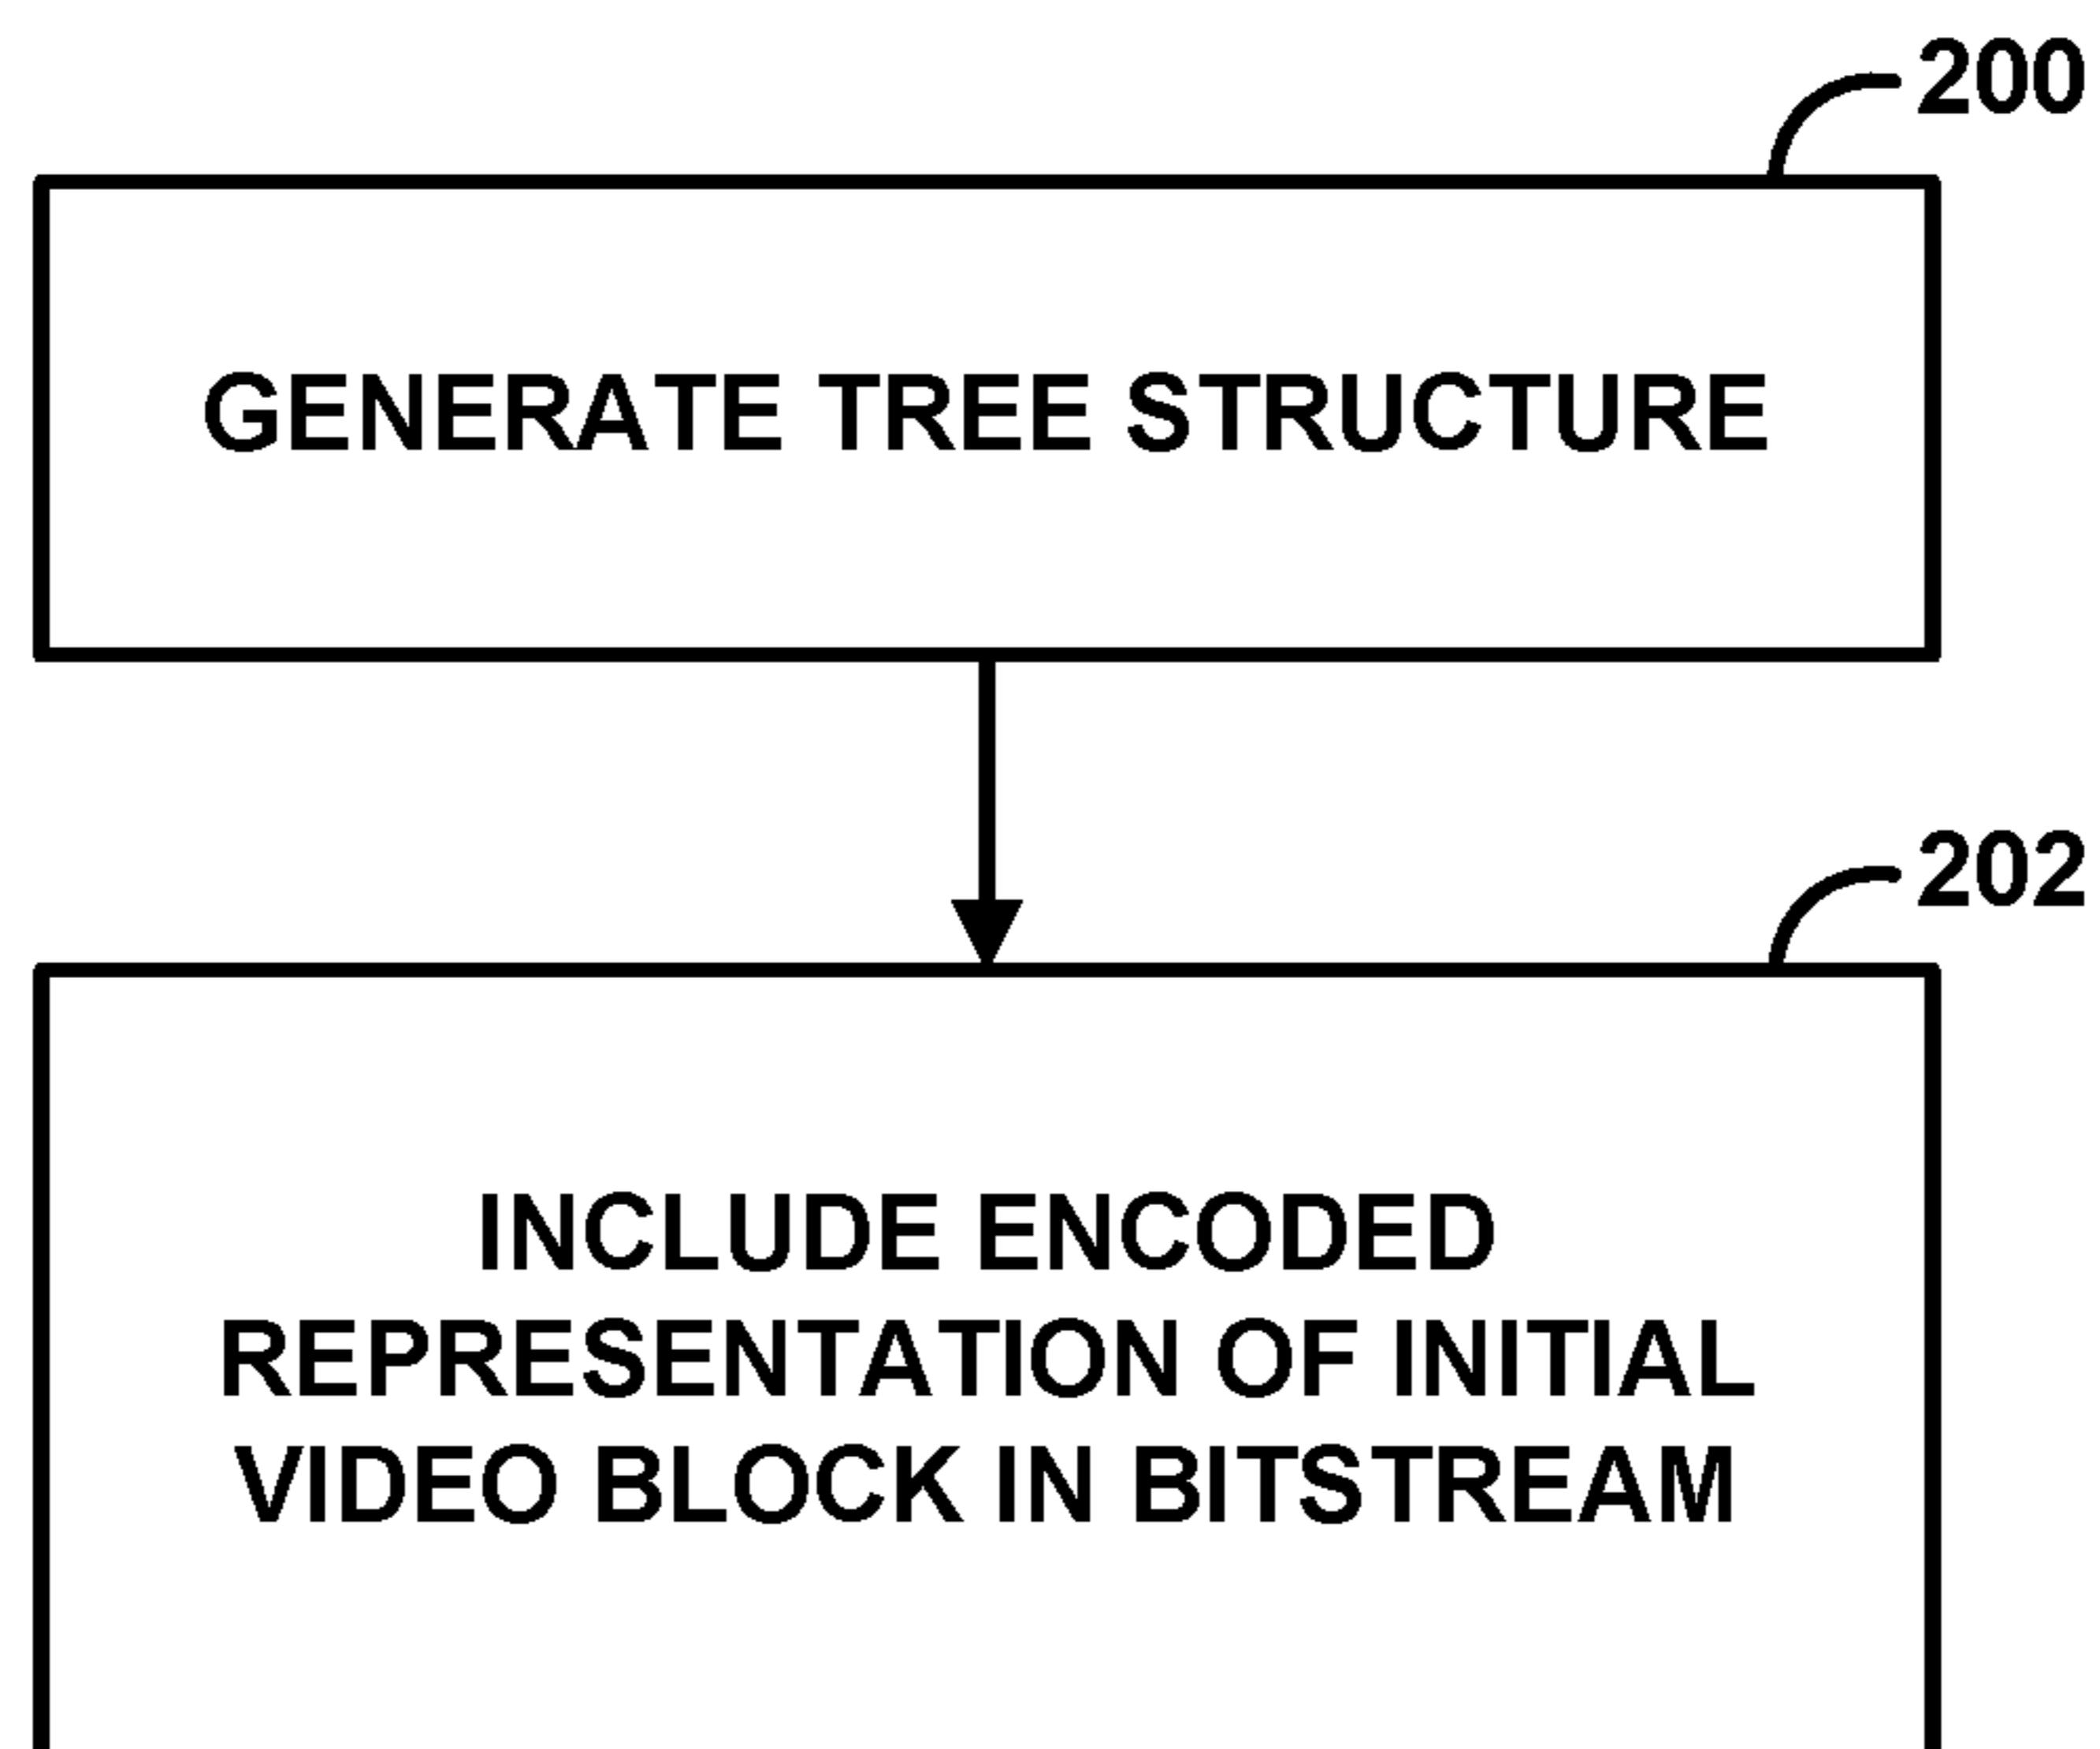 200
GENERATE TREE STRUCTURE
202
INCLUDE ENCODED
REPRESENTATION OF INITIAL
VIDEO BLOCK IN BITSTREAM